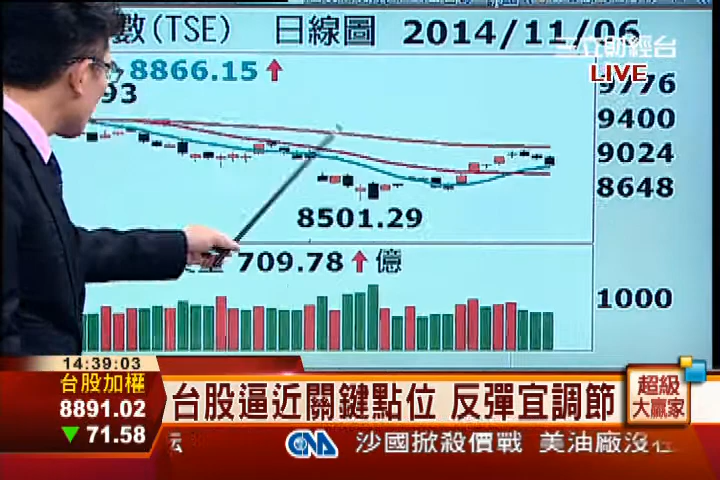 數(TSE) 日線圖 2014/11/06
三立財經台
LIVE
8866.15
93
9776
9400
9024
8648
8501.29
量 709.78 億
1000
14:39:03
台股加權
8891.02
▼71.58
台股逼近關鍵點位 反彈宜調節
超級大贏家
CNA 沙國掀殺價戰 美油廠沒